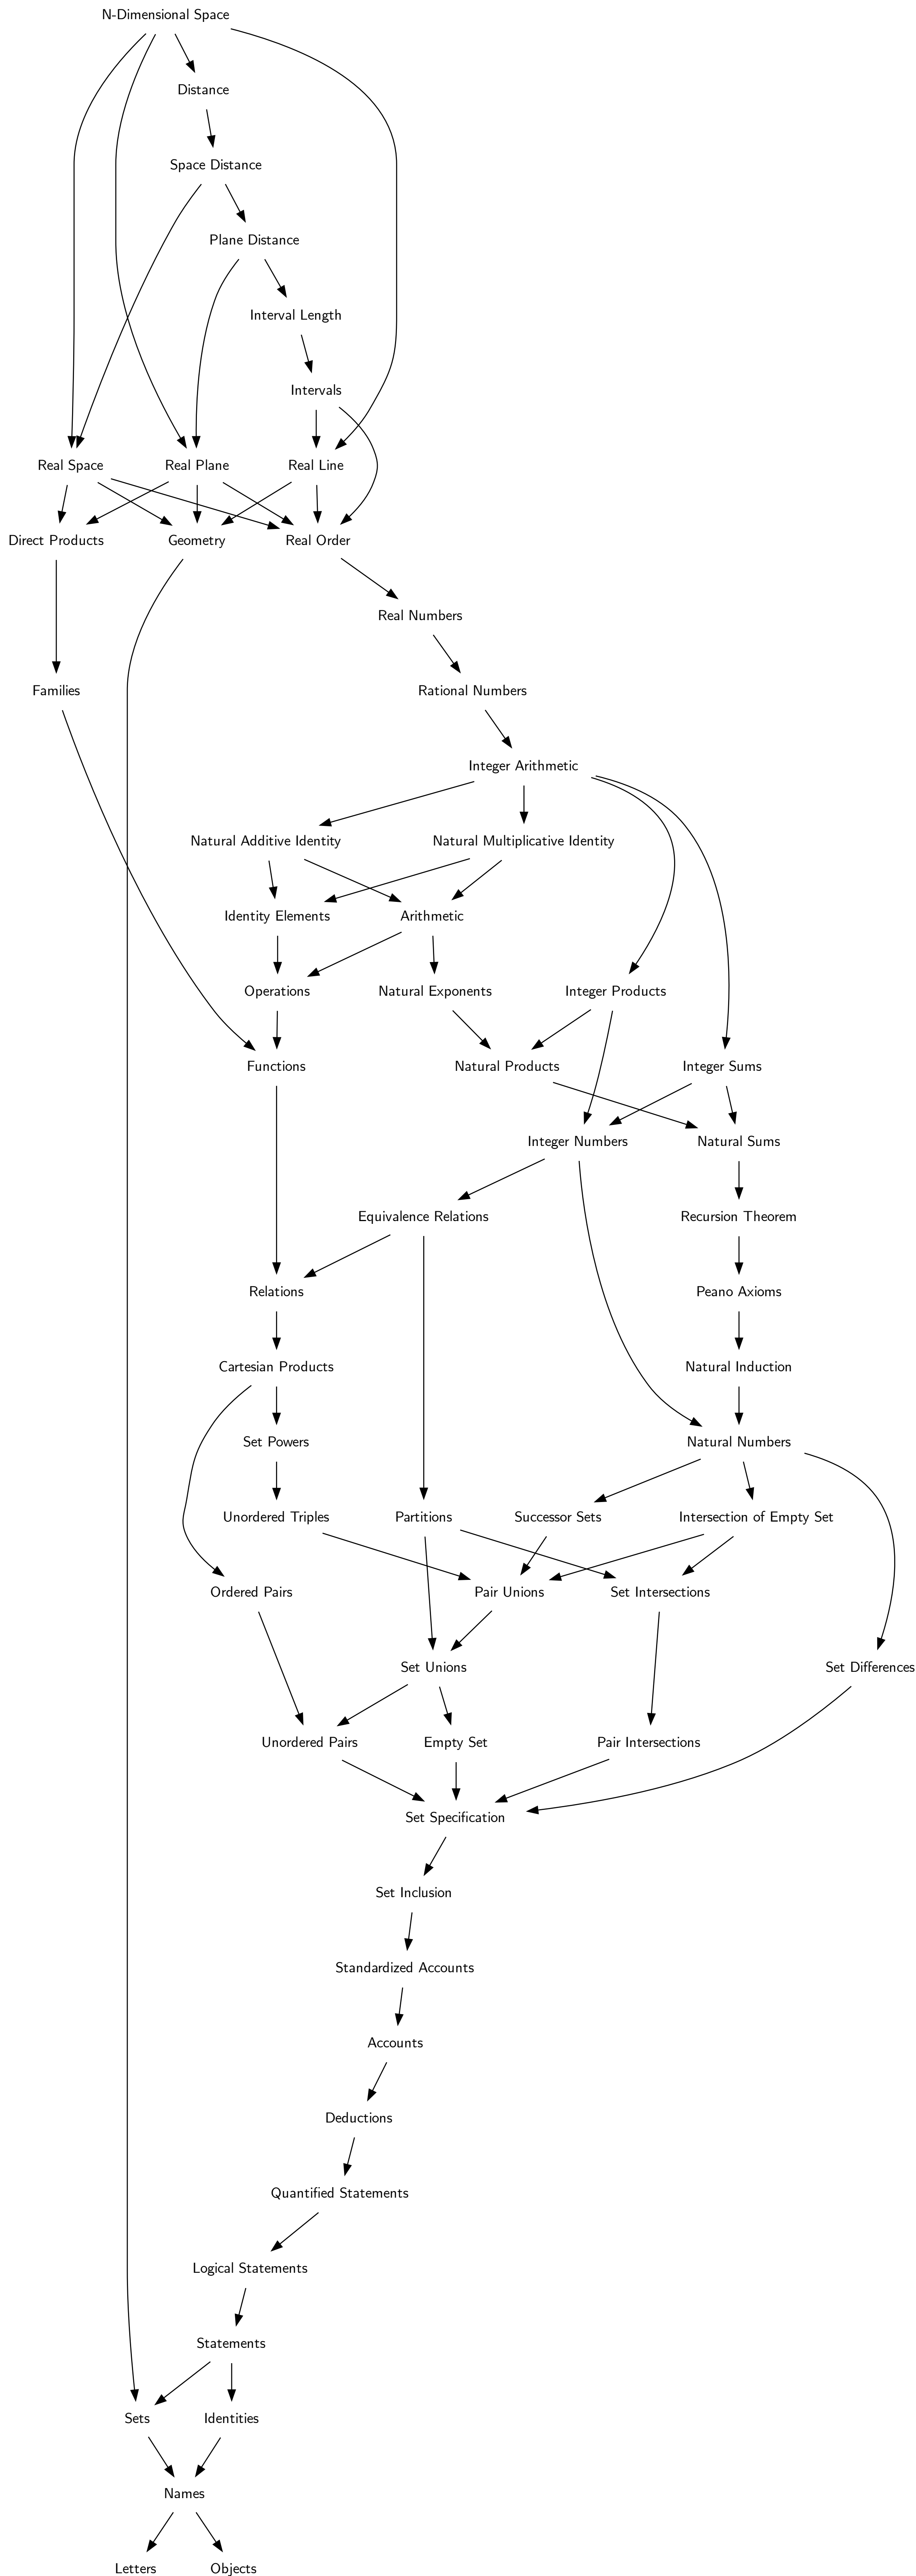 N-Dimensional Space
Distance
Space Distance
Plane Distance
Interval Length
Intervals
Real Space
Real Plane
Real Line
Direct Products
Geometry
Real Order
Real Numbers
Families
Rational Numbers
Integer Arithmetic
Natural Additive Identity
Natural Multiplicative Identity
Identity Elements
Arithmetic
Operations
Natural Exponents
Integer Products
Functions
Natural Products
Integer Sums
Integer Numbers
Natural Sums
Equivalence Relations
Recursion Theorem
Relations
Peano Axioms
Cartesian Products
Natural Induction
Set Powers
Natural Numbers
Unordered Triples
Partitions
Successor Sets
Intersection of Empty Set
Ordered Pairs
Pair Unions
Set Intersections
Set Unions
Set Differences
Unordered Pairs
Empty Set
Pair Intersections
Set Specification
Set Inclusion
Standardized Accounts
Accounts
Deductions
Quantified Statements
Logical Statements
Statements
Sets
Identities
Names
Letters
Objects